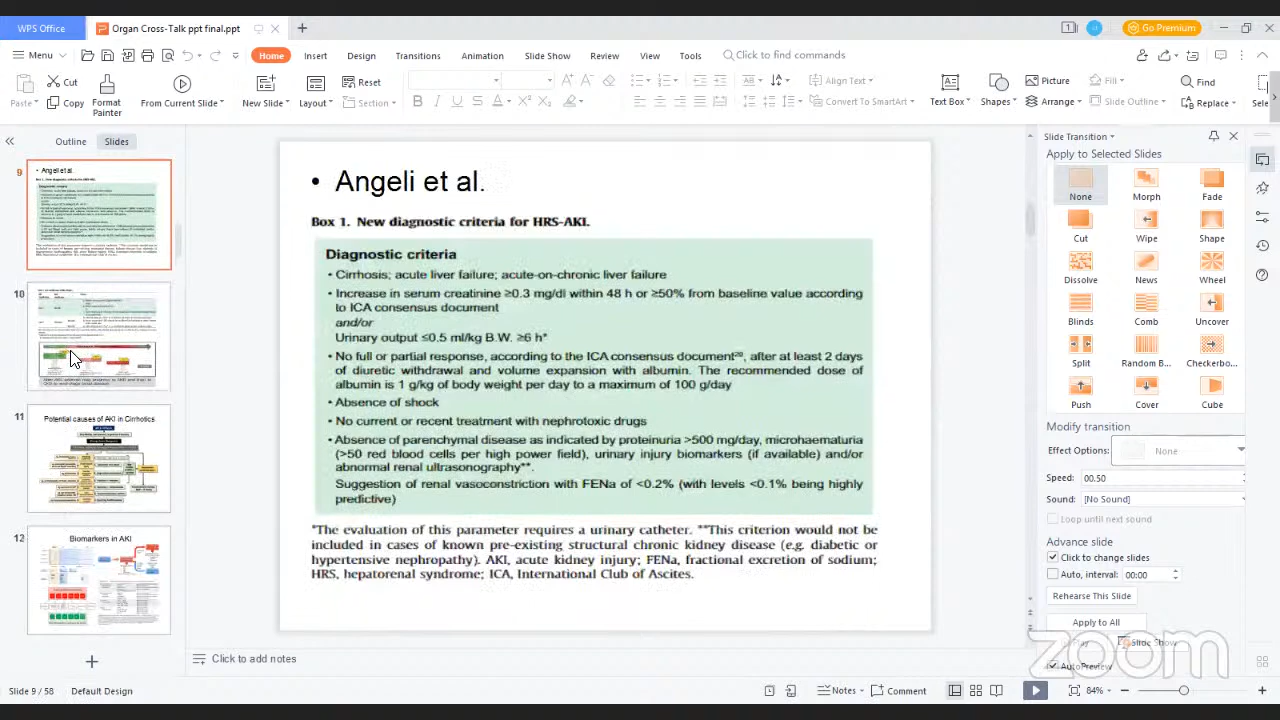 WPS Office
Organ Cross-Talk ppt final.ppt
Go Premium
Menu
Home
Insert
Design
Transitions
Animation
Slide Show
Review
View
Tools
Click to find commands
Paste
Cut
Copy
Format Painter
From Current Slide
New Slide
Layout
Reset
Section
Align Text
Convert To SmartArt
Text Box
Shapes
Picture
Arrange
Fill
Slide Outline
Find
Replace
Outline
Slides
9
• Angeli et al.
10
11
Potential causes of AKI in Cirrhotics
12
Biomarkers in AKI
• Angeli et al.
Box 1. New diagnostic criteria for HRS-AKI.
Diagnostic criteria
• Cirrhosis; acute liver failure; acute-on-chronic liver failure
• Increase in serum creatinine ≥0.3 mg/dl within 48 h or ≥50% from baseline value according
to ICA consensus document
and/or
Urinary output ≤0.5 ml/kg B.W. ≥6 h*
• No full or partial response, according to the ICA consensus document²⁰, after at least 2 days
of diuretic withdrawal and volume expansion with albumin. The recommended dose of
albumin is 1 g/kg of body weight per day to a maximum of 100 g/day
• Absence of shock
• No current or recent treatment with nephrotoxic drugs
• Absence of parenchymal disease as indicated by proteinuria >500 mg/day, microhaematuria
(>50 red blood cells per high power field), urinary injury biomarkers (if available) and/or
abnormal renal ultrasonography**.
Suggestion of renal vasoconstriction with FENa of <0.2% (with levels <0.1% being highly
predictive)
*The evaluation of this parameter requires a urinary catheter. **This criterion would not be
included in cases of known pre-existing structural chronic kidney disease (e.g. diabetic or
hypertensive nephropathy). AKI, acute kidney injury; FENa, fractional excretion of sodium;
HRS, hepatorenal syndrome; ICA, International Club of Ascites.
Slide Transition
Apply to Selected Slides
None
Morph
Fade
Cut
Wipe
Shape
Dissolve
News
Wheel
Blinds
Comb
Uncover
Split
Random B...
Checkerbo...
Push
Cover
Cube
Modify transition
Effect Options:
None
Speed:
00.50
Sound:
[No Sound]
Loop until next sound
Advance slide
Click to change slides
Auto, interval:
00:00
Rehearse This Slide
Apply to All
Play
Slide Show
AutoPreview
zoom
Click to add notes
Slide 9 / 58
Default Design
Notes
Comment
84%